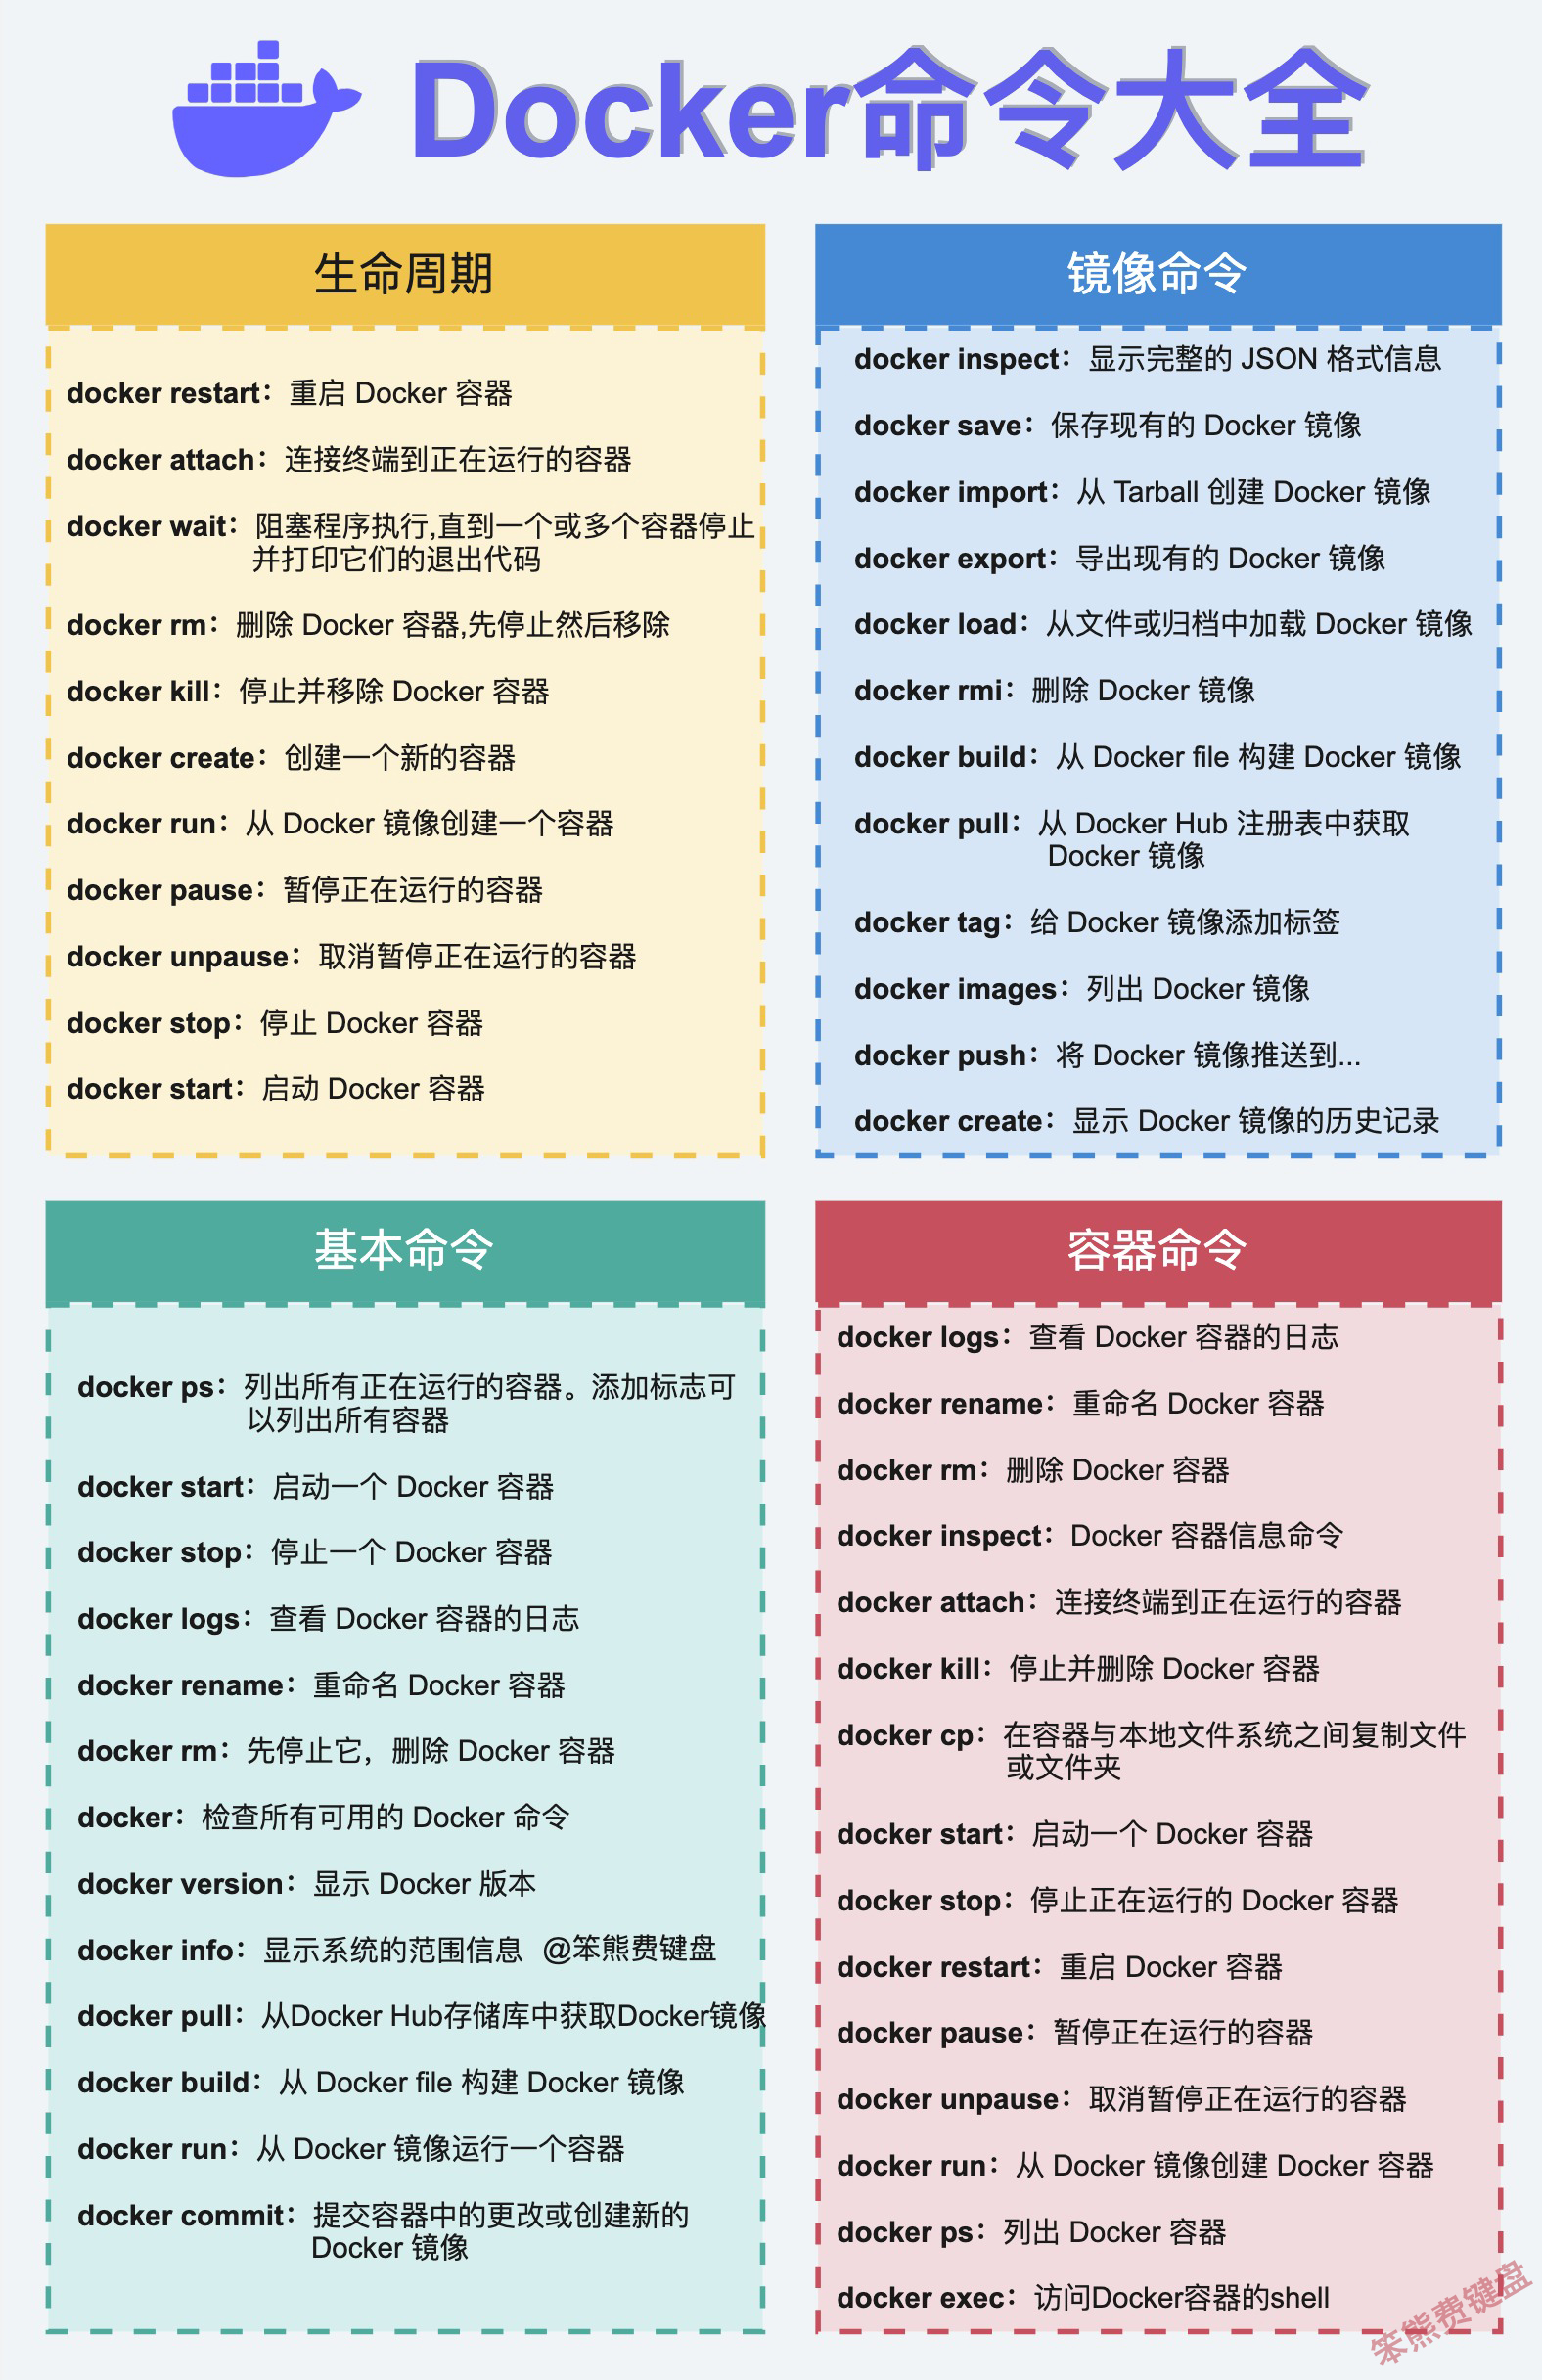 Docker命令大全
生命周期
docker restart：重启 Docker 容器
docker attach：连接终端到正在运行的容器
docker wait：阻塞程序执行,直到一个或多个容器停止
并打印它们的退出代码
docker rm：删除 Docker 容器,先停止然后移除
docker kill：停止并移除 Docker 容器
docker create：创建一个新的容器
docker run：从 Docker 镜像创建一个容器
docker pause：暂停正在运行的容器
docker unpause：取消暂停正在运行的容器
docker stop：停止 Docker 容器
docker start：启动 Docker 容器
镜像命令
docker inspect：显示完整的 JSON 格式信息
docker save：保存现有的 Docker 镜像
docker import：从 Tarball 创建 Docker 镜像
docker export：导出现有的 Docker 镜像
docker load：从文件或归档中加载 Docker 镜像
docker rmi：删除 Docker 镜像
docker build：从 Docker file 构建 Docker 镜像
docker pull：从 Docker Hub 注册表中获取
Docker 镜像
docker tag：给 Docker 镜像添加标签
docker images：列出 Docker 镜像
docker push：将 Docker 镜像推送到...
docker create：显示 Docker 镜像的历史记录
基本命令
docker ps：列出所有正在运行的容器。添加标志可
以列出所有容器
docker start：启动一个 Docker 容器
docker stop：停止一个 Docker 容器
docker logs：查看 Docker 容器的日志
docker rename：重命名 Docker 容器
docker rm：先停止它，删除 Docker 容器
docker：检查所有可用的 Docker 命令
docker version：显示 Docker 版本
docker info：显示系统的范围信息 @笨熊费键盘
docker pull：从Docker Hub存储库中获取Docker镜像
docker build：从 Docker file 构建 Docker 镜像
docker run：从 Docker 镜像运行一个容器
docker commit：提交容器中的更改或创建新的
Docker 镜像
容器命令
docker logs：查看 Docker 容器的日志
docker rename：重命名 Docker 容器
docker rm：删除 Docker 容器
docker inspect：Docker 容器信息命令
docker attach：连接终端到正在运行的容器
docker kill：停止并删除 Docker 容器
docker cp：在容器与本地文件系统之间复制文件
或文件夹
docker start：启动一个 Docker 容器
docker stop：停止正在运行的 Docker 容器
docker restart：重启 Docker 容器
docker pause：暂停正在运行的容器
docker unpause：取消暂停正在运行的容器
docker run：从 Docker 镜像创建 Docker 容器
docker ps：列出 Docker 容器
docker exec：访问Docker容器的shell
笨熊费键盘